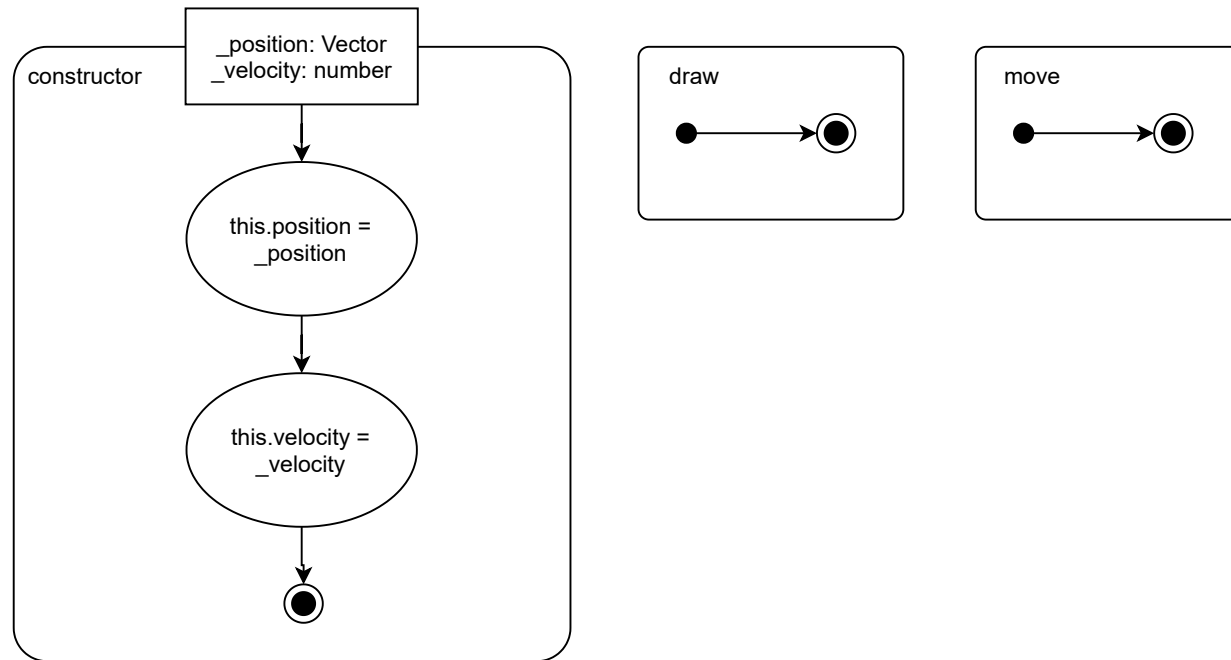 _position: Vector
_velocity: number
constructor
this.position =
_position
this.velocity =
_velocity
draw
move